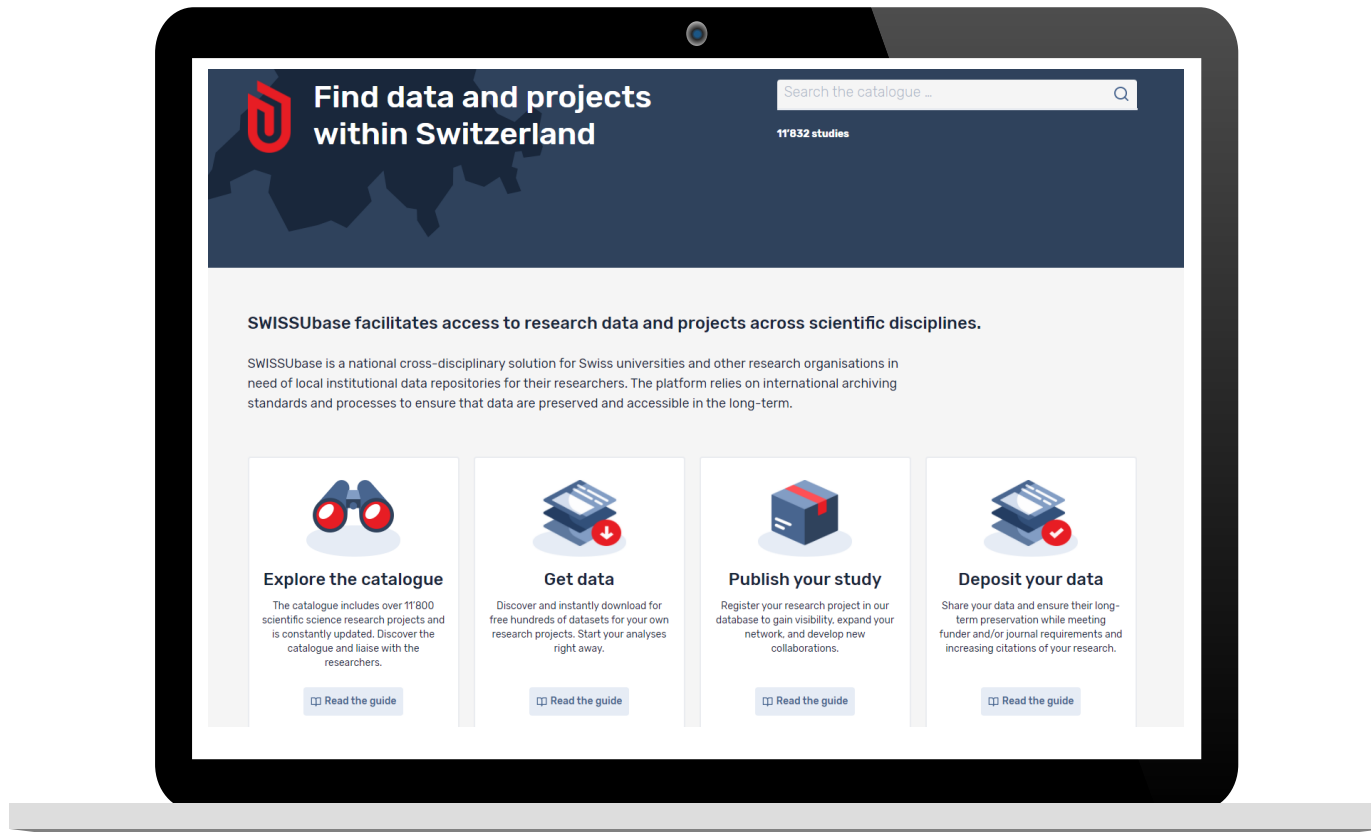 Find data and projects
within Switzerland
Search the catalogue ...
11'832 studies
SWISSUbase facilitates access to research data and projects across scientific disciplines.
SWISSUbase is a national cross-disciplinary solution for Swiss universities and other research organisations in
need of local institutional data repositories for their researchers. The platform relies on international archiving
standards and processes to ensure that data are preserved and accessible in the long-term.
Explore the catalogue
The catalogue includes over 11'800
scientific science research projects and
is constantly updated. Discover the
catalogue and liaise with the
researchers.
Read the guide
Get data
Discover and instantly download for
free hundreds of datasets for your own
research projects. Start your analyses
right away.
Read the guide
Publish your study
Register your research project in our
database to gain visibility, expand your
network, and develop new
collaborations.
Read the guide
Deposit your data
Share your data and ensure their long-
term preservation while meeting
funder and/or journal requirements and
increasing citations of your research.
Read the guide